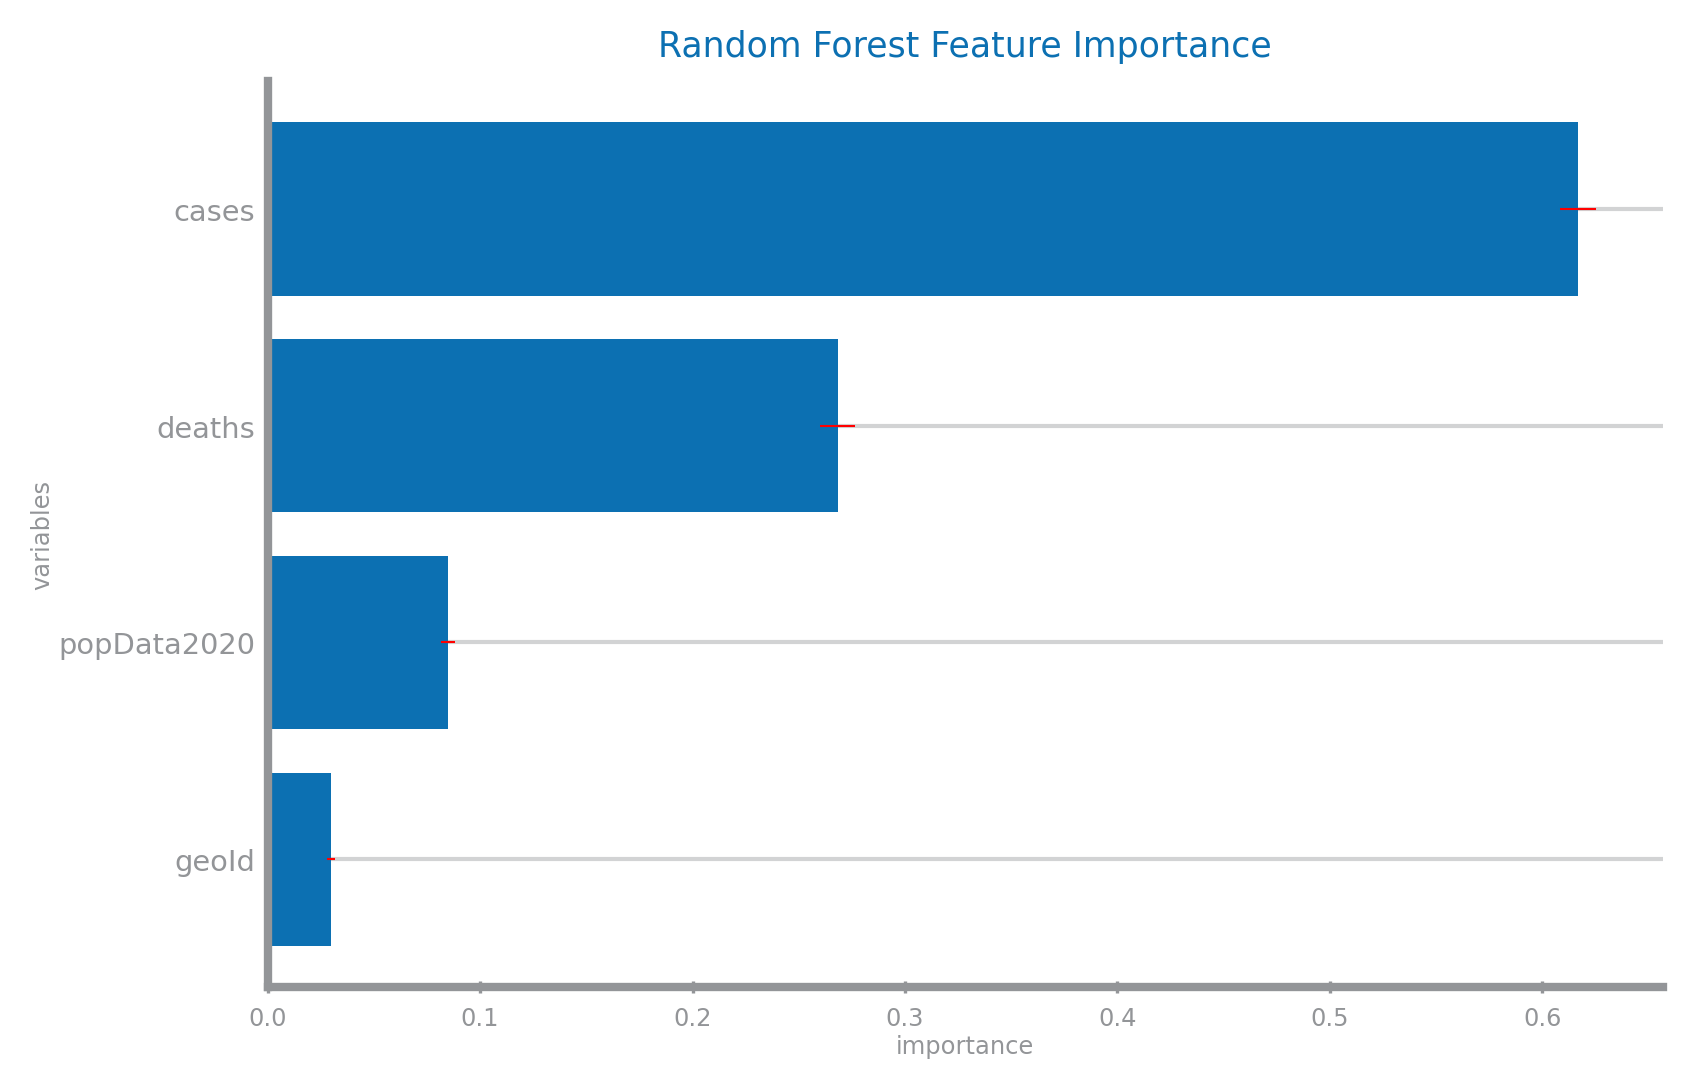 Random Forest Feature Importance
cases
deaths
popData2020
geoId
variables
0.0 0.1 0.2 0.3 0.4 0.5 0.6
importance